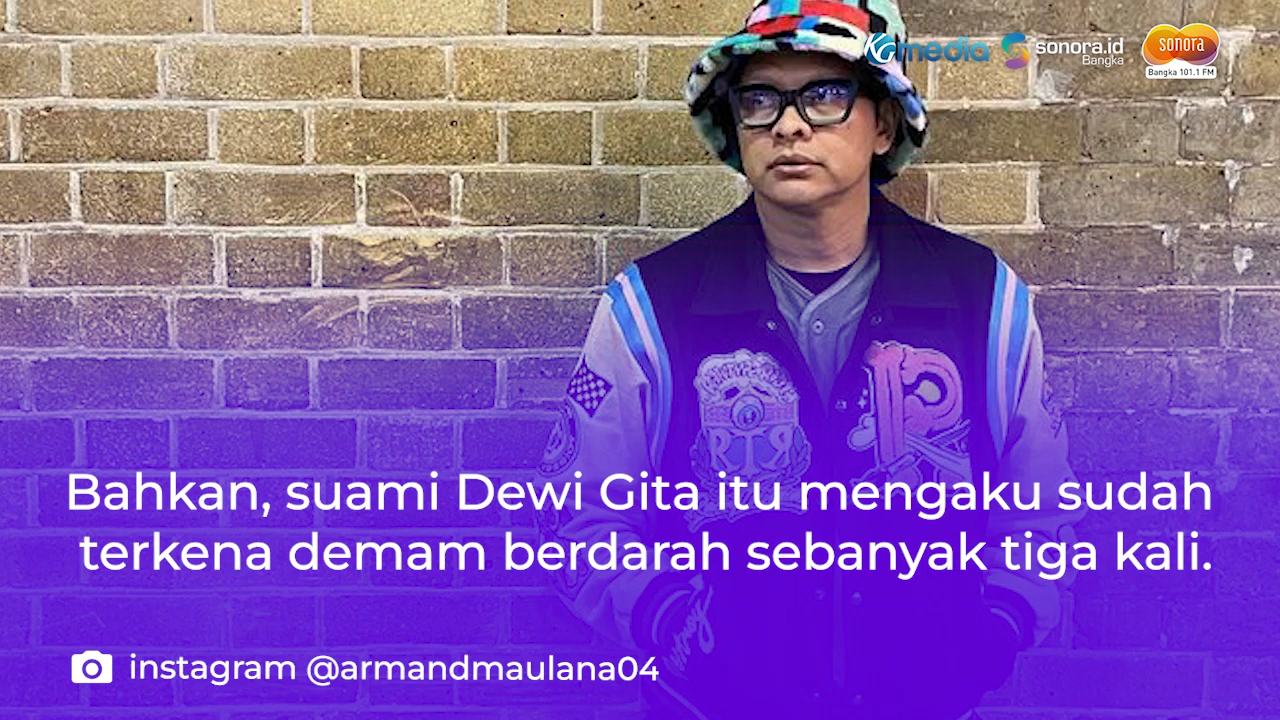 KG media
sonora.id
Bangka
sonora
Bangka 101.1 FM
R
Bahkan, suami Dewi Gita itu mengaku sudah
terkena demam berdarah sebanyak tiga kali.
instagram @armandmaulana04